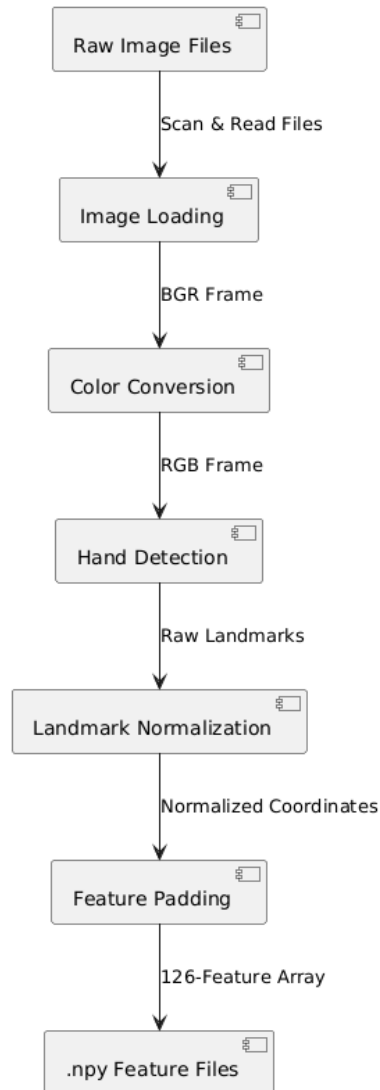 Raw Image Files
Scan & Read Files
Image Loading
BGR Frame
Color Conversion
RGB Frame
Hand Detection
Raw Landmarks
Landmark Normalization
Normalized Coordinates
Feature Padding
126-Feature Array
.npy Feature Files